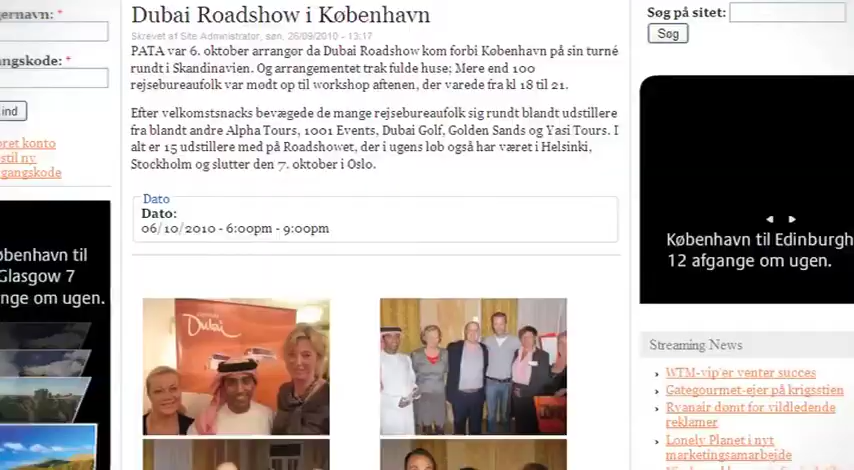 gernavn: *
ngskode: *
ind
oret konto
stil ny
gangskode
øbenhavn til
Glasgow 7
nge om ugen.
Dubai Roadshow i København
Skrevet af Site Administrator, søn, 26/09/2010 - 13:17
PATA var 6. oktober arrangør da Dubai Roadshow kom forbi København på sin turné
rundt i Skandinavien. Og arrangementet trak fulde huse; Mere end 100
rejsebureaufolk var mødt op til workshop aftenen, der varede fra kl 18 til 21.
Efter velkomstsnacks bevægede de mange rejsebureaufolk sig rundt blandt udstillere
fra blandt andre Alpha Tours, 1001 Events, Dubai Golf, Golden Sands og Yasi Tours. I
alt er 15 udstillere med på Roadshowet, der i ugens løb også har været i Helsinki,
Stockholm og slutter den 7. oktober i Oslo.
Dato
Dato:
06/10/2010 - 6:00pm - 9:00pm
Dubai
Søg på sitet:
Søg
København til Edinburgh
12 afgange om ugen.
Streaming News
WTM-vip'er venter succes
Gategourmet-ejer på krigsstien
Ryanair dømt for vildledende
reklamer
Lonely Planet i nyt
marketingsamarbejde